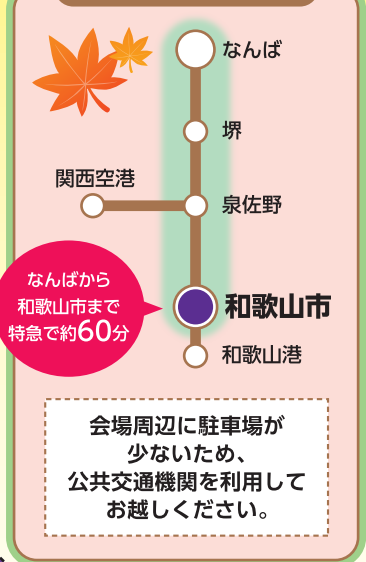 なんば
堺
関西空港
泉佐野
なんばから
和歌山市まで
特急で約60分
和歌山市
和歌山港
会場周辺に駐車場が
少ないため、
公共交通機関を利用して
お越しください。